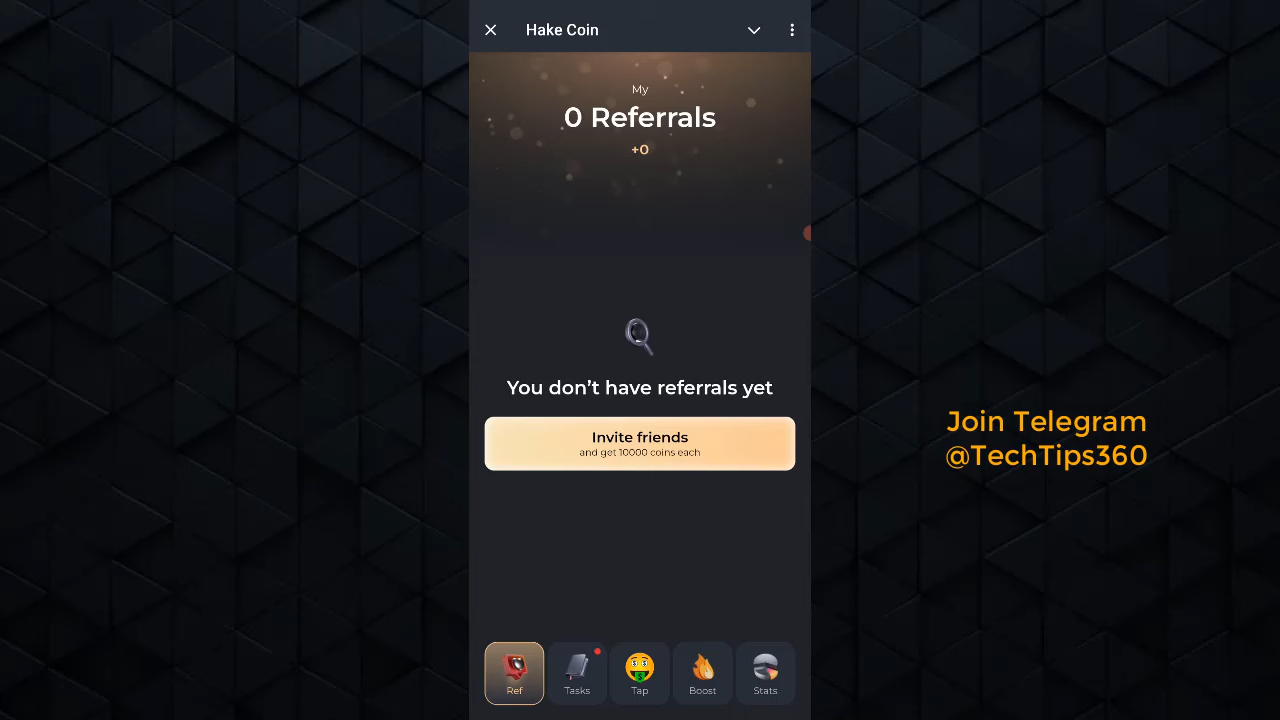 Hake Coin
My
0 Referrals
+0
You don’t have referrals yet
Invite friends
and get 10000 coins each
Join Telegram
@TechTips360
Ref
Tasks
Tap
Boost
Stats